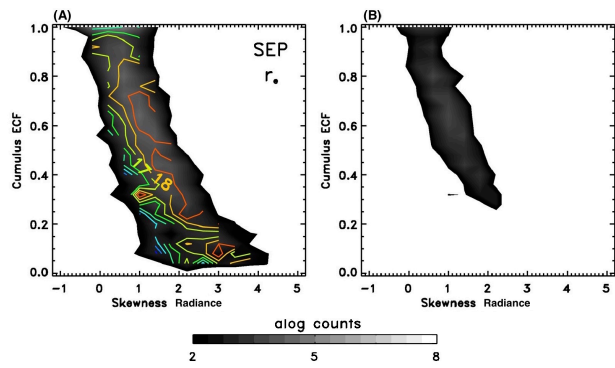 (A)
(B)
SEP
r.
17
18
Cumulus ECF
1.0
0.8
0.6
0.4
0.2
0.0
-1 0 1 2 3 4 5
Skewness Radiance
Cumulus ECF
1.0
0.8
0.6
0.4
0.2
0.0
-1 0 1 2 3 4 5
Skewness Radiance
alog counts
2 5 8